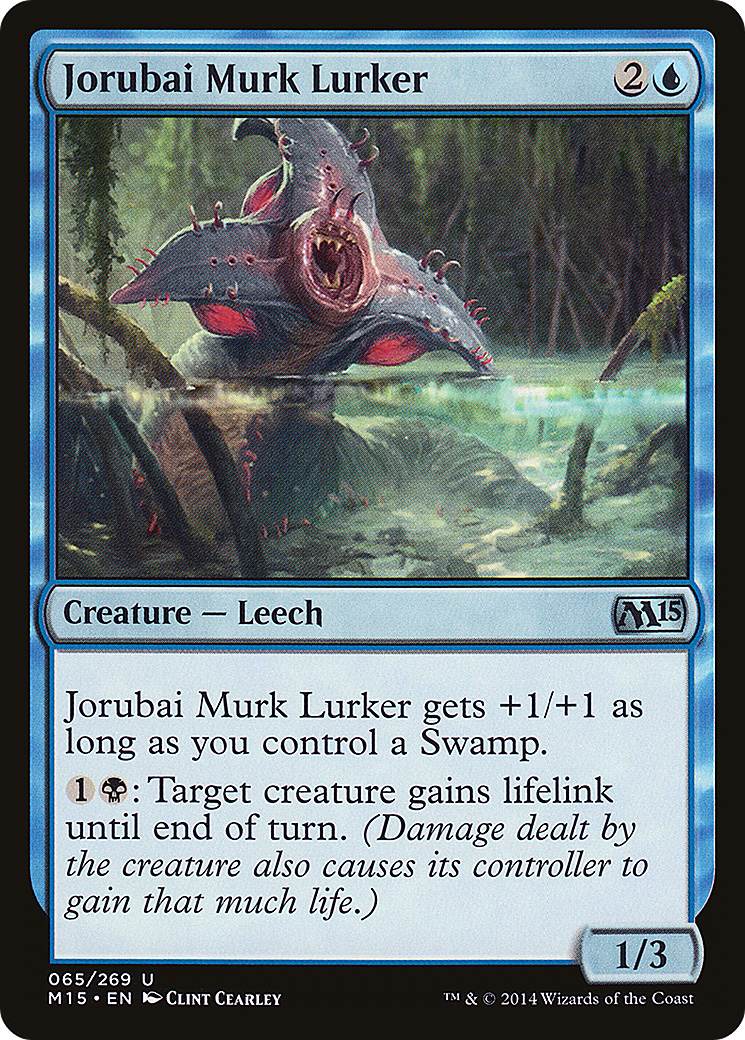 Jorubai Murk Lurker 2
Creature — Leech M15
Jorubai Murk Lurker gets +1/+1 as
long as you control a Swamp.
1 : Target creature gains lifelink
until end of turn. (Damage dealt by
the creature also causes its controller to
gain that much life.)
1/3
065/269 U
M15 • EN CLINT CEARLEY ™ & © 2014 Wizards of the Coast